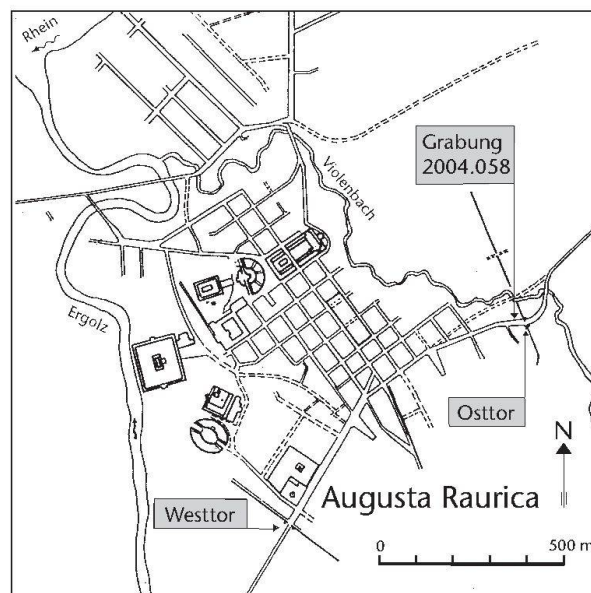 Rhein
Grabung
2004.058
Violenbach
Ergolz
Osttor
N
Augusta Raurica
Westtor
0 500 m